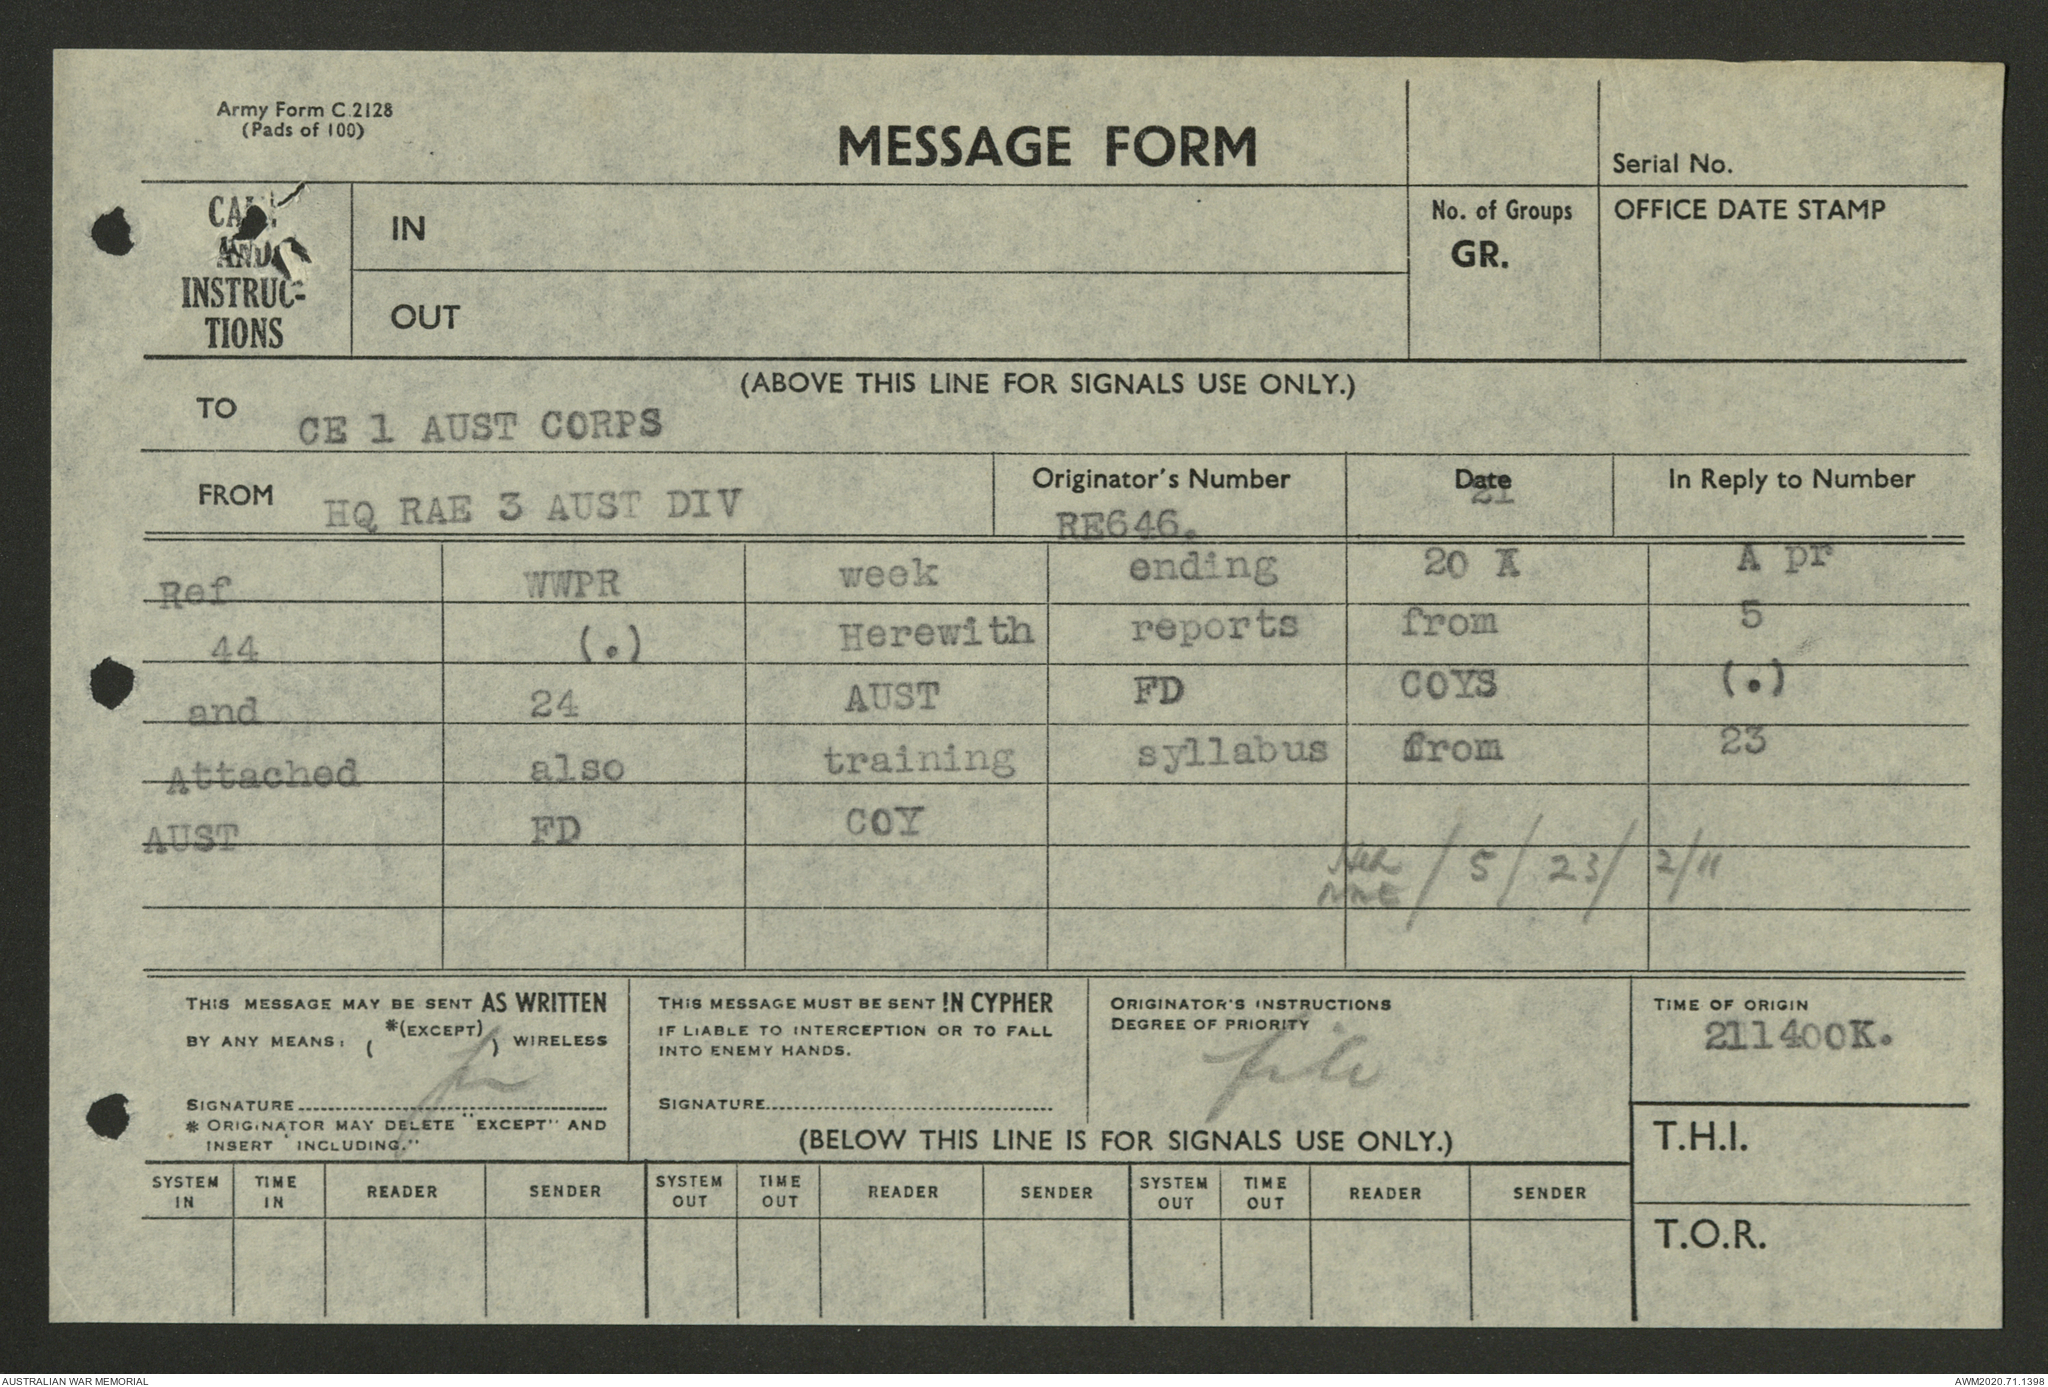 Army Form C.2128
(Pads of 100)
MESSAGE FORM
Serial No.
CALL
AND
INSTRUC-
TIONS
IN
OUT
No. of Groups
GR.
OFFICE DATE STAMP
(ABOVE THIS LINE FOR SIGNALS USE ONLY.)
TO CE 1 AUST CORPS
FROM HQ RAE 3 AUST DIV
Originator's Number
RE646.
Date
21
In Reply to Number
Ref WWPR week ending 20 A A pr
44 (.) Herewith reports from 5
and 24 AUST FD COYS (.)
Attached also training syllabus from 23
AUST FD COY
/ 5 / 23 / 2/11
THIS MESSAGE MAY BE SENT AS WRITTEN
BY ANY MEANS: ( *(EXCEPT) ) WIRELESS
SIGNATURE
* ORIGINATOR MAY DELETE "EXCEPT" AND
INSERT "INCLUDING."
THIS MESSAGE MUST BE SENT IN CYPHER
IF LIABLE TO INTERCEPTION OR TO FALL
INTO ENEMY HANDS.
SIGNATURE
ORIGINATOR'S INSTRUCTIONS
DEGREE OF PRIORITY
file
TIME OF ORIGIN
211400K.
(BELOW THIS LINE IS FOR SIGNALS USE ONLY.)
T.H.I.
T.O.R.
SYSTEM IN TIME IN READER SENDER SYSTEM OUT TIME OUT READER SENDER SYSTEM OUT TIME OUT READER SENDER
AUSTRALIAN WAR MEMORIAL
AWM2020.71.1398